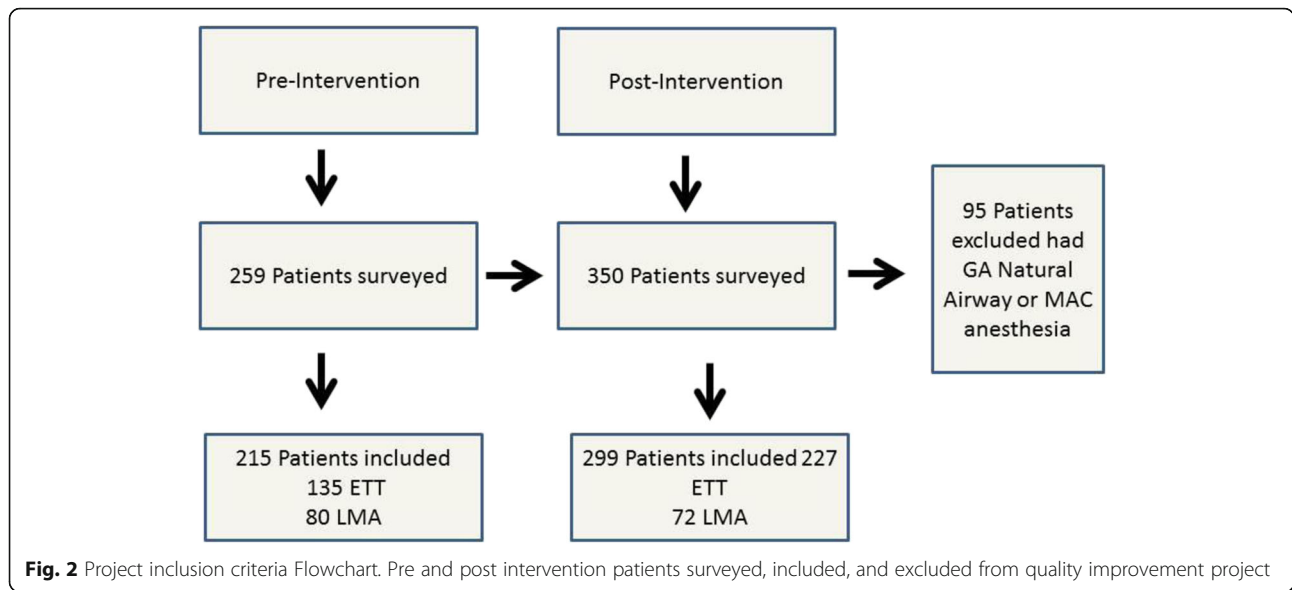 Pre-Intervention
Post-Intervention
259 Patients surveyed
350 Patients surveyed
95 Patients
excluded had
GA Natural
Airway or MAC
anesthesia
215 Patients included
135 ETT
80 LMA
299 Patients included 227
ETT
72 LMA
Fig. 2 Project inclusion criteria Flowchart. Pre and post intervention patients surveyed, included, and excluded from quality improvement project